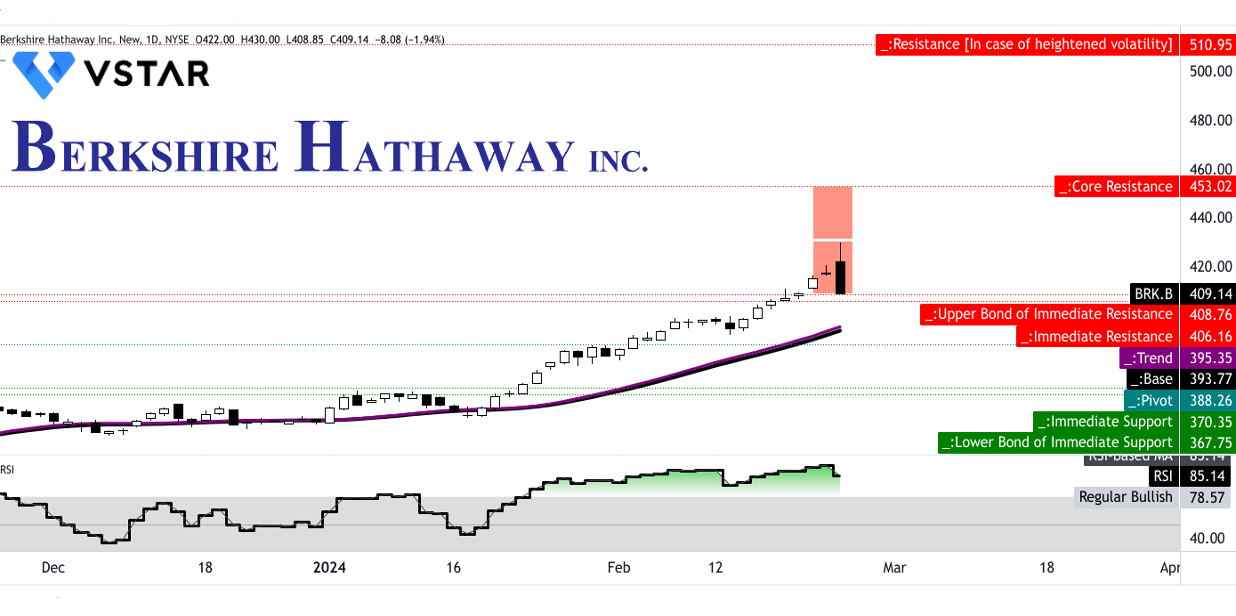 Berkshire Hathaway Inc. New, 1D, NYSE O422.00 H430.00 L408.85 C409.14 −8.08 (−1.94%)
_:Resistance [In case of heightened volatility] 510.95
VSTAR
500.00
480.00
BERKSHIRE HATHAWAY INC.
460.00
_:Core Resistance 453.02
440.00
420.00
BRK.B 409.14
_:Upper Bond of Immediate Resistance 408.76
_:Immediate Resistance 406.16
_:Trend 395.35
_:Base 393.77
_:Pivot 388.26
_:Immediate Support 370.35
_:Lower Bond of Immediate Support 367.75
RSI-based MA
RSI
RSI 85.14
Regular Bullish 78.57
40.00
Dec 18 2024 16 Feb 12 Mar 18 Apr